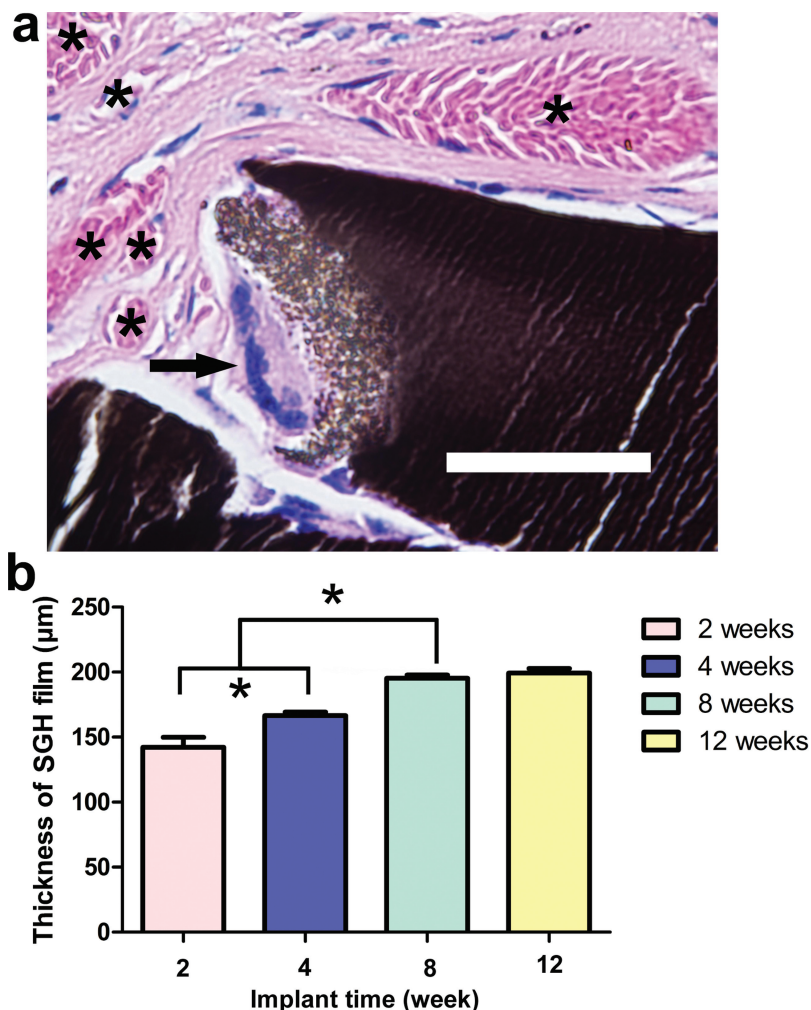 a
*
*
*
*
*
*
b
Thickness of SGH film (µm)
250
200
150
100
50
0
*
*
2
4
8
12
Implant time (week)
2 weeks
4 weeks
8 weeks
12 weeks